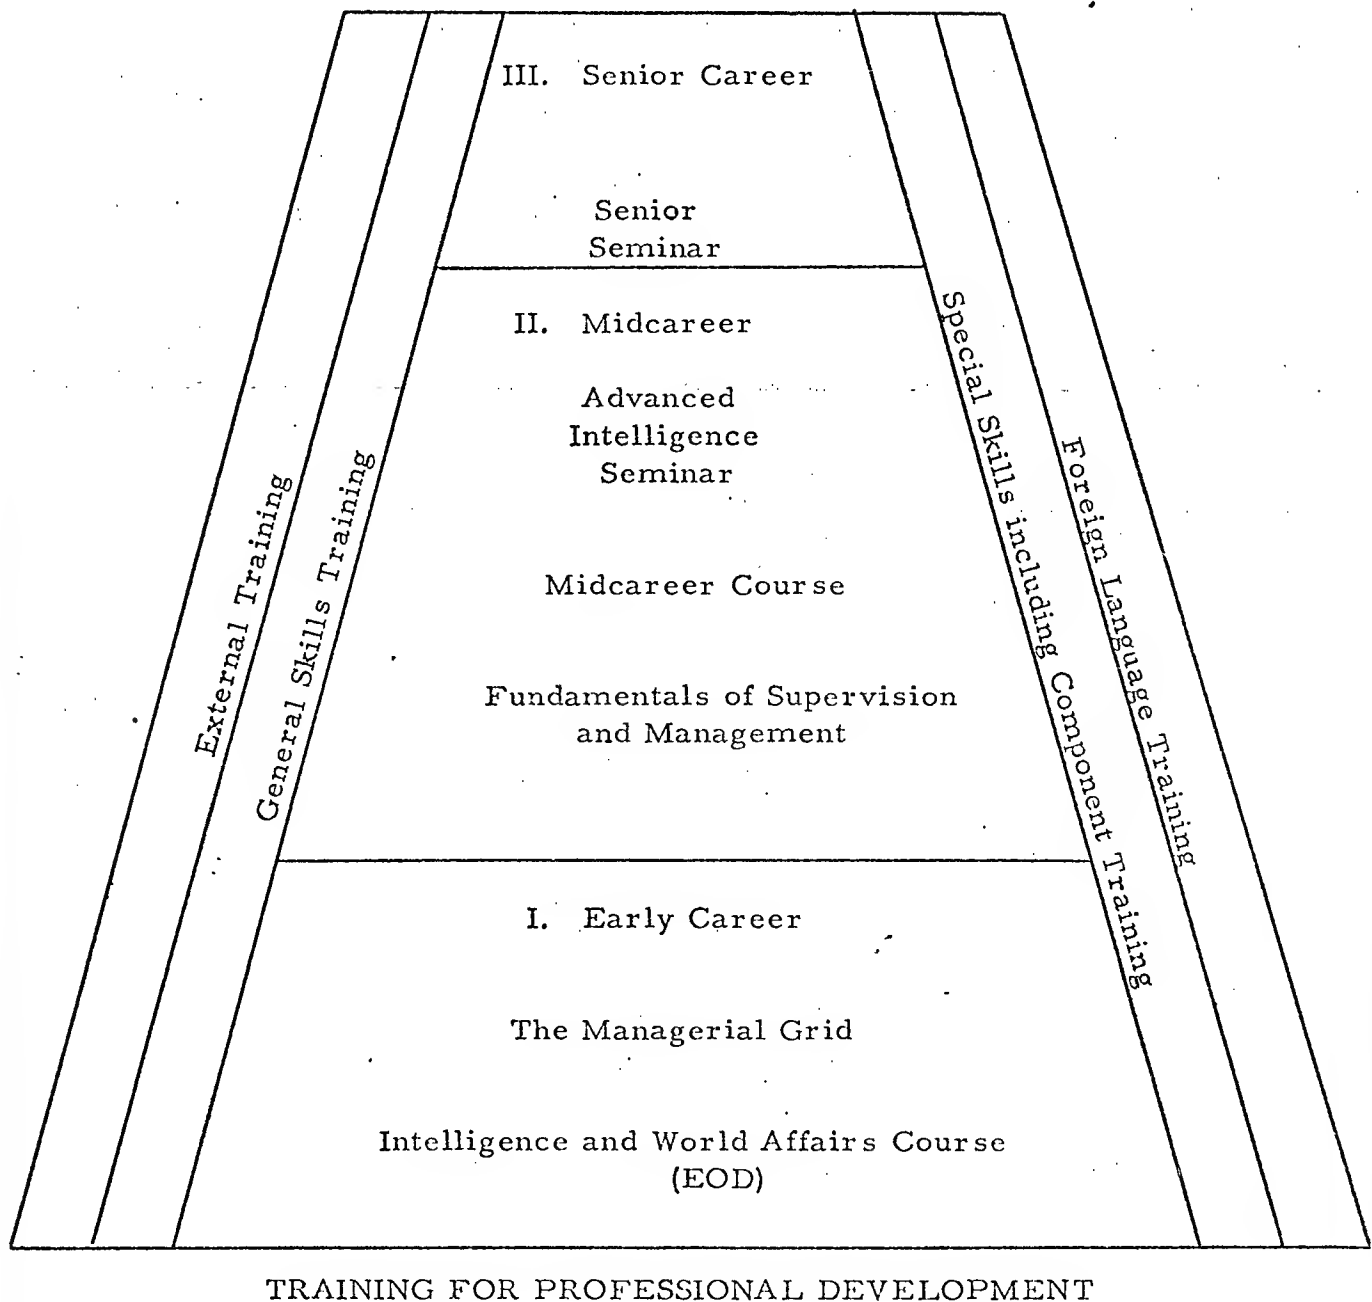 III. Senior Career
Senior
Seminar
II. Midcareer
Advanced
Intelligence
Seminar
Midcareer Course
Fundamentals of Supervision
and Management
I. Early Career
The Managerial Grid
Intelligence and World Affairs Course
(EOD)
External Training
General Skills Training
Special Skills including Component Training
Foreign Language Training
TRAINING FOR PROFESSIONAL DEVELOPMENT